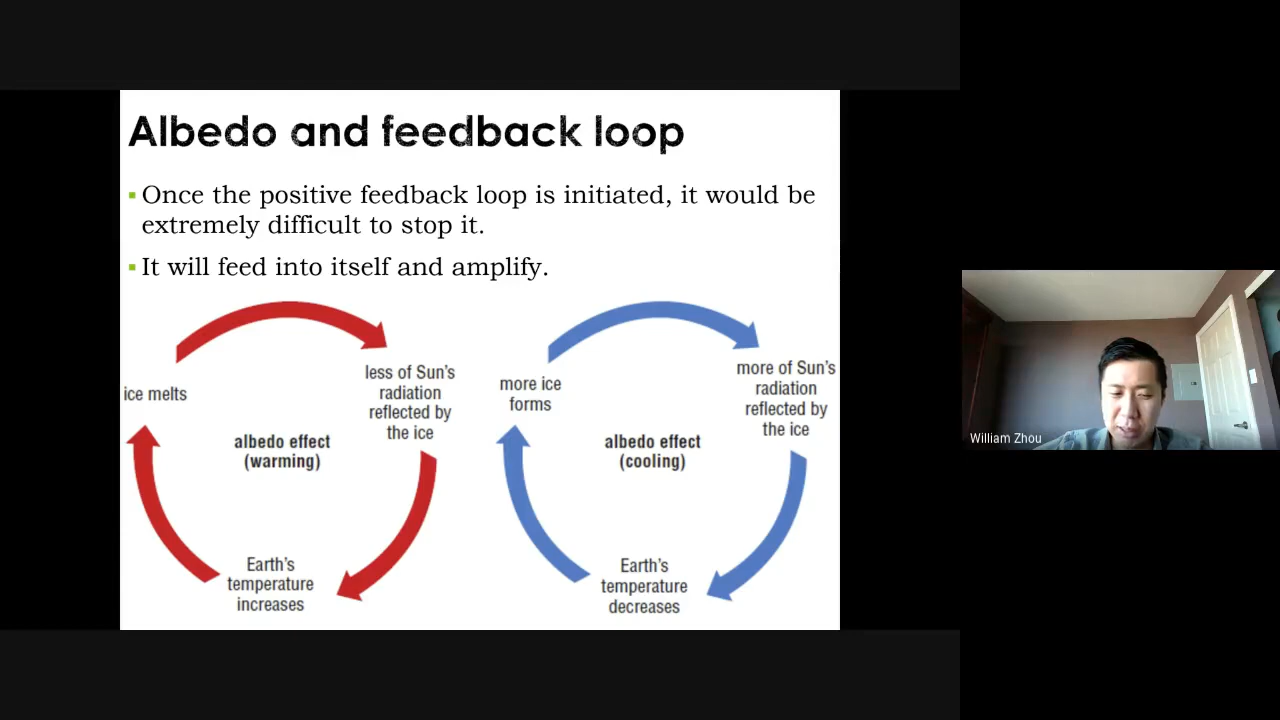 Albedo and feedback loop
▪ Once the positive feedback loop is initiated, it would be
extremely difficult to stop it.
▪ It will feed into itself and amplify.
ice melts
less of Sun's
radiation
reflected by
the ice
albedo effect
(warming)
Earth's
temperature
increases
more ice
forms
more of Sun's
radiation
reflected by
the ice
albedo effect
(cooling)
Earth's
temperature
decreases
William Zhou